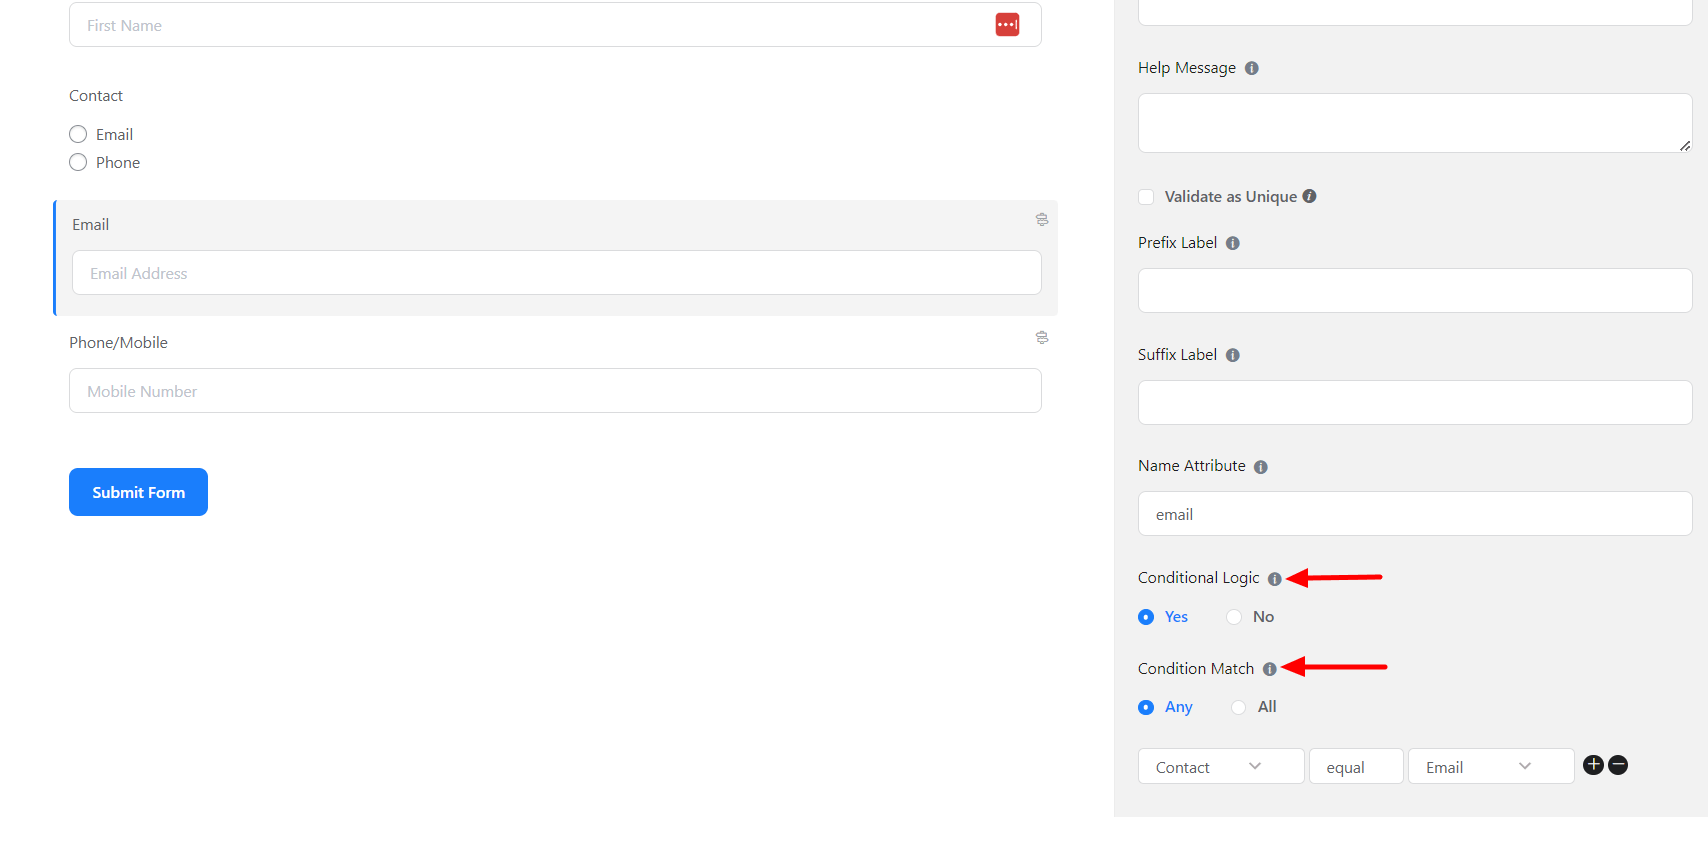 First Name
Contact
Email
Phone
Email
Email Address
Phone/Mobile
Mobile Number
Submit Form
Help Message
Validate as Unique
Prefix Label
Suffix Label
Name Attribute
email
Conditional Logic
Yes No
Condition Match
Any All
Contact equal Email